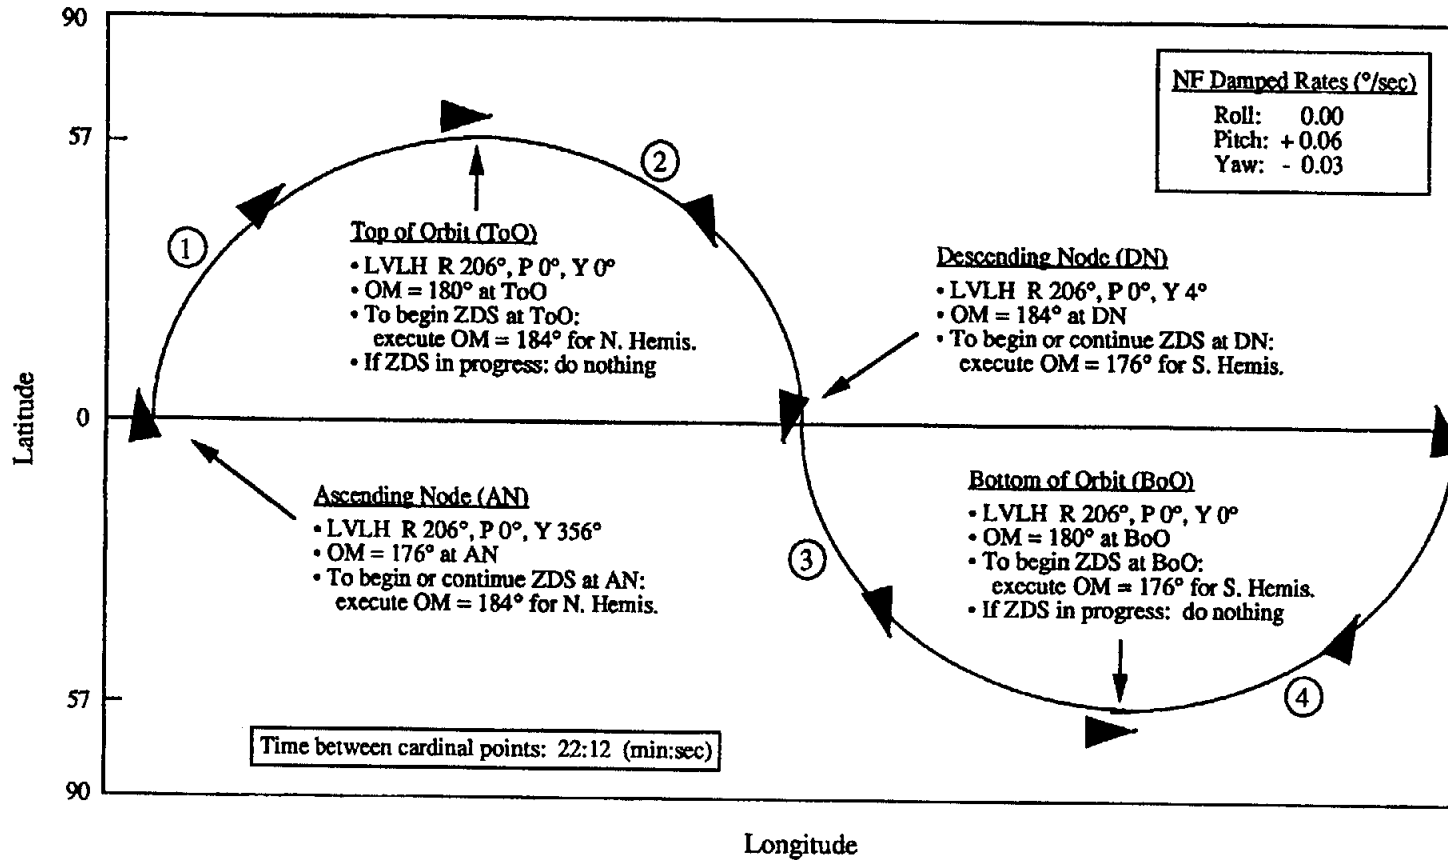 90
NF Damped Rates (°/sec)
Roll: 0.00
Pitch: + 0.06
Yaw: - 0.03
57
2
1
Top of Orbit (ToO)
• LVLH R 206°, P 0°, Y 0°
• OM = 180° at ToO
• To begin ZDS at ToO:
execute OM = 184° for N. Hemis.
• If ZDS in progress: do nothing
Descending Node (DN)
• LVLH R 206°, P 0°, Y 4°
• OM = 184° at DN
• To begin or continue ZDS at DN:
execute OM = 176° for S. Hemis.
Latitude
0
Ascending Node (AN)
• LVLH R 206°, P 0°, Y 356°
• OM = 176° at AN
• To begin or continue ZDS at AN:
execute OM = 184° for N. Hemis.
Bottom of Orbit (BoO)
• LVLH R 206°, P 0°, Y 0°
• OM = 180° at BoO
• To begin ZDS at BoO:
execute OM = 176° for S. Hemis.
• If ZDS in progress: do nothing
3
4
57
Time between cardinal points: 22:12 (min:sec)
90
Longitude